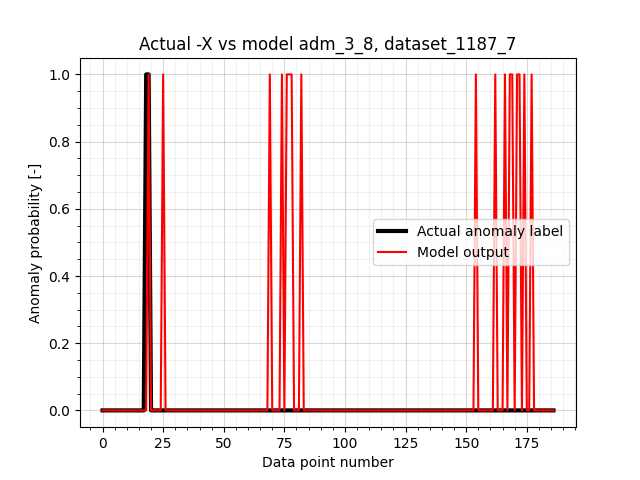 Actual -X vs model adm_3_8, dataset_1187_7
Anomaly probability [-]
1.0
0.8
0.6
0.4
0.2
0.0
Actual anomaly label
Model output
0 25 50 75 100 125 150 175
Data point number